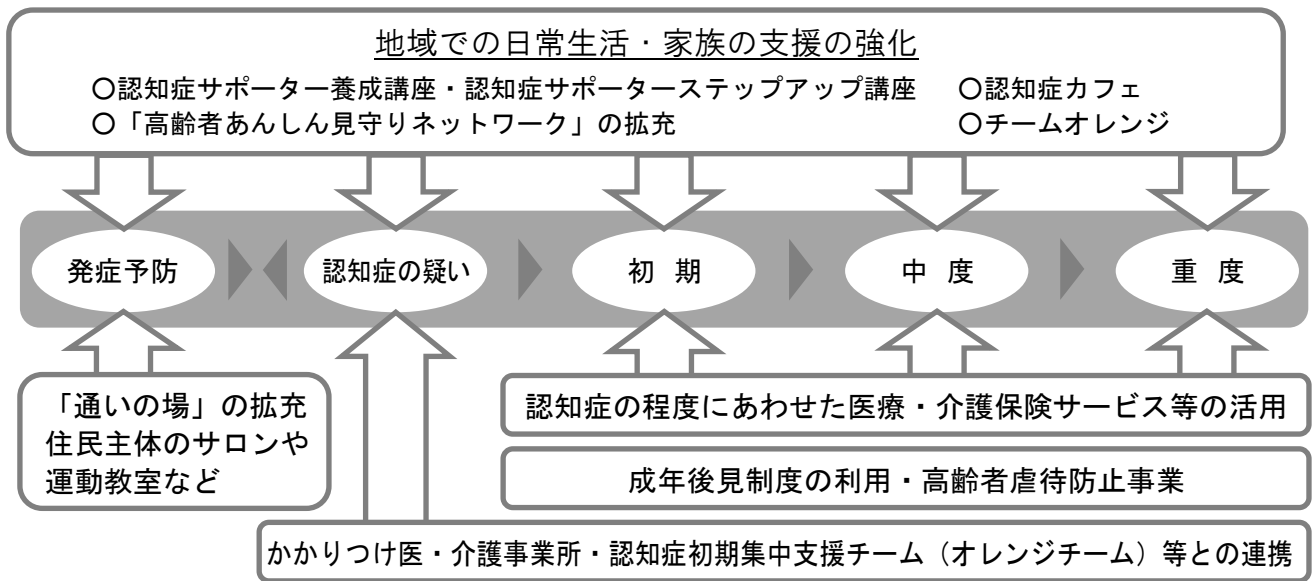 地域での日常生活・家族の支援の強化
○認知症サポーター養成講座・認知症サポーターステップアップ講座　○認知症カフェ
○「高齢者あんしん見守りネットワーク」の拡充　○チームオレンジ
発症予防
認知症の疑い
初 期
中 度
重 度
「通いの場」の拡充
住民主体のサロンや
運動教室など
認知症の程度にあわせた医療・介護保険サービス等の活用
成年後見制度の利用・高齢者虐待防止事業
かかりつけ医・介護事業所・認知症初期集中支援チーム（オレンジチーム）等との連携